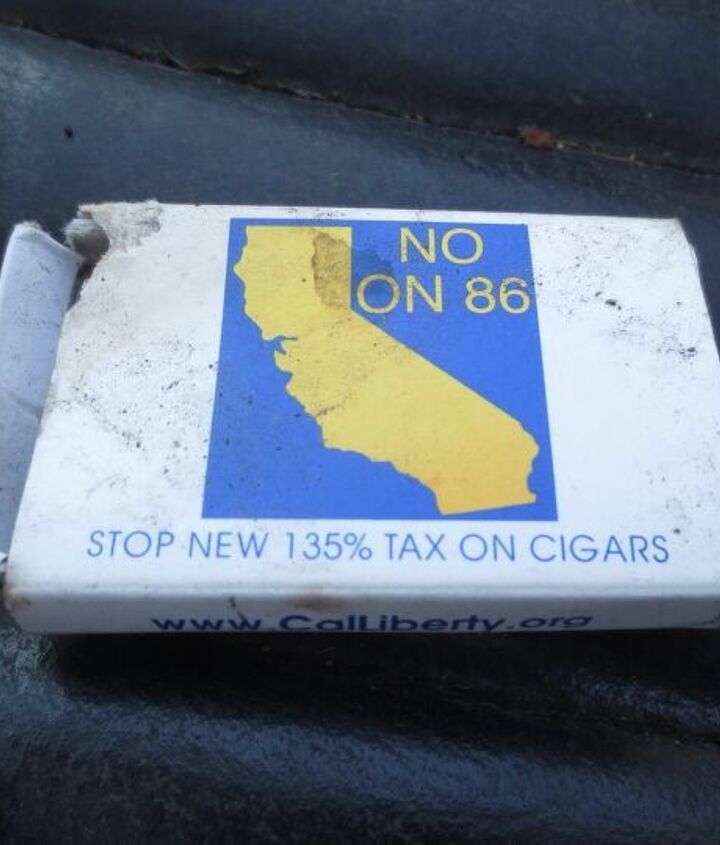 NO
ON 86
STOP NEW 135% TAX ON CIGARS
www.CalLiberty.org